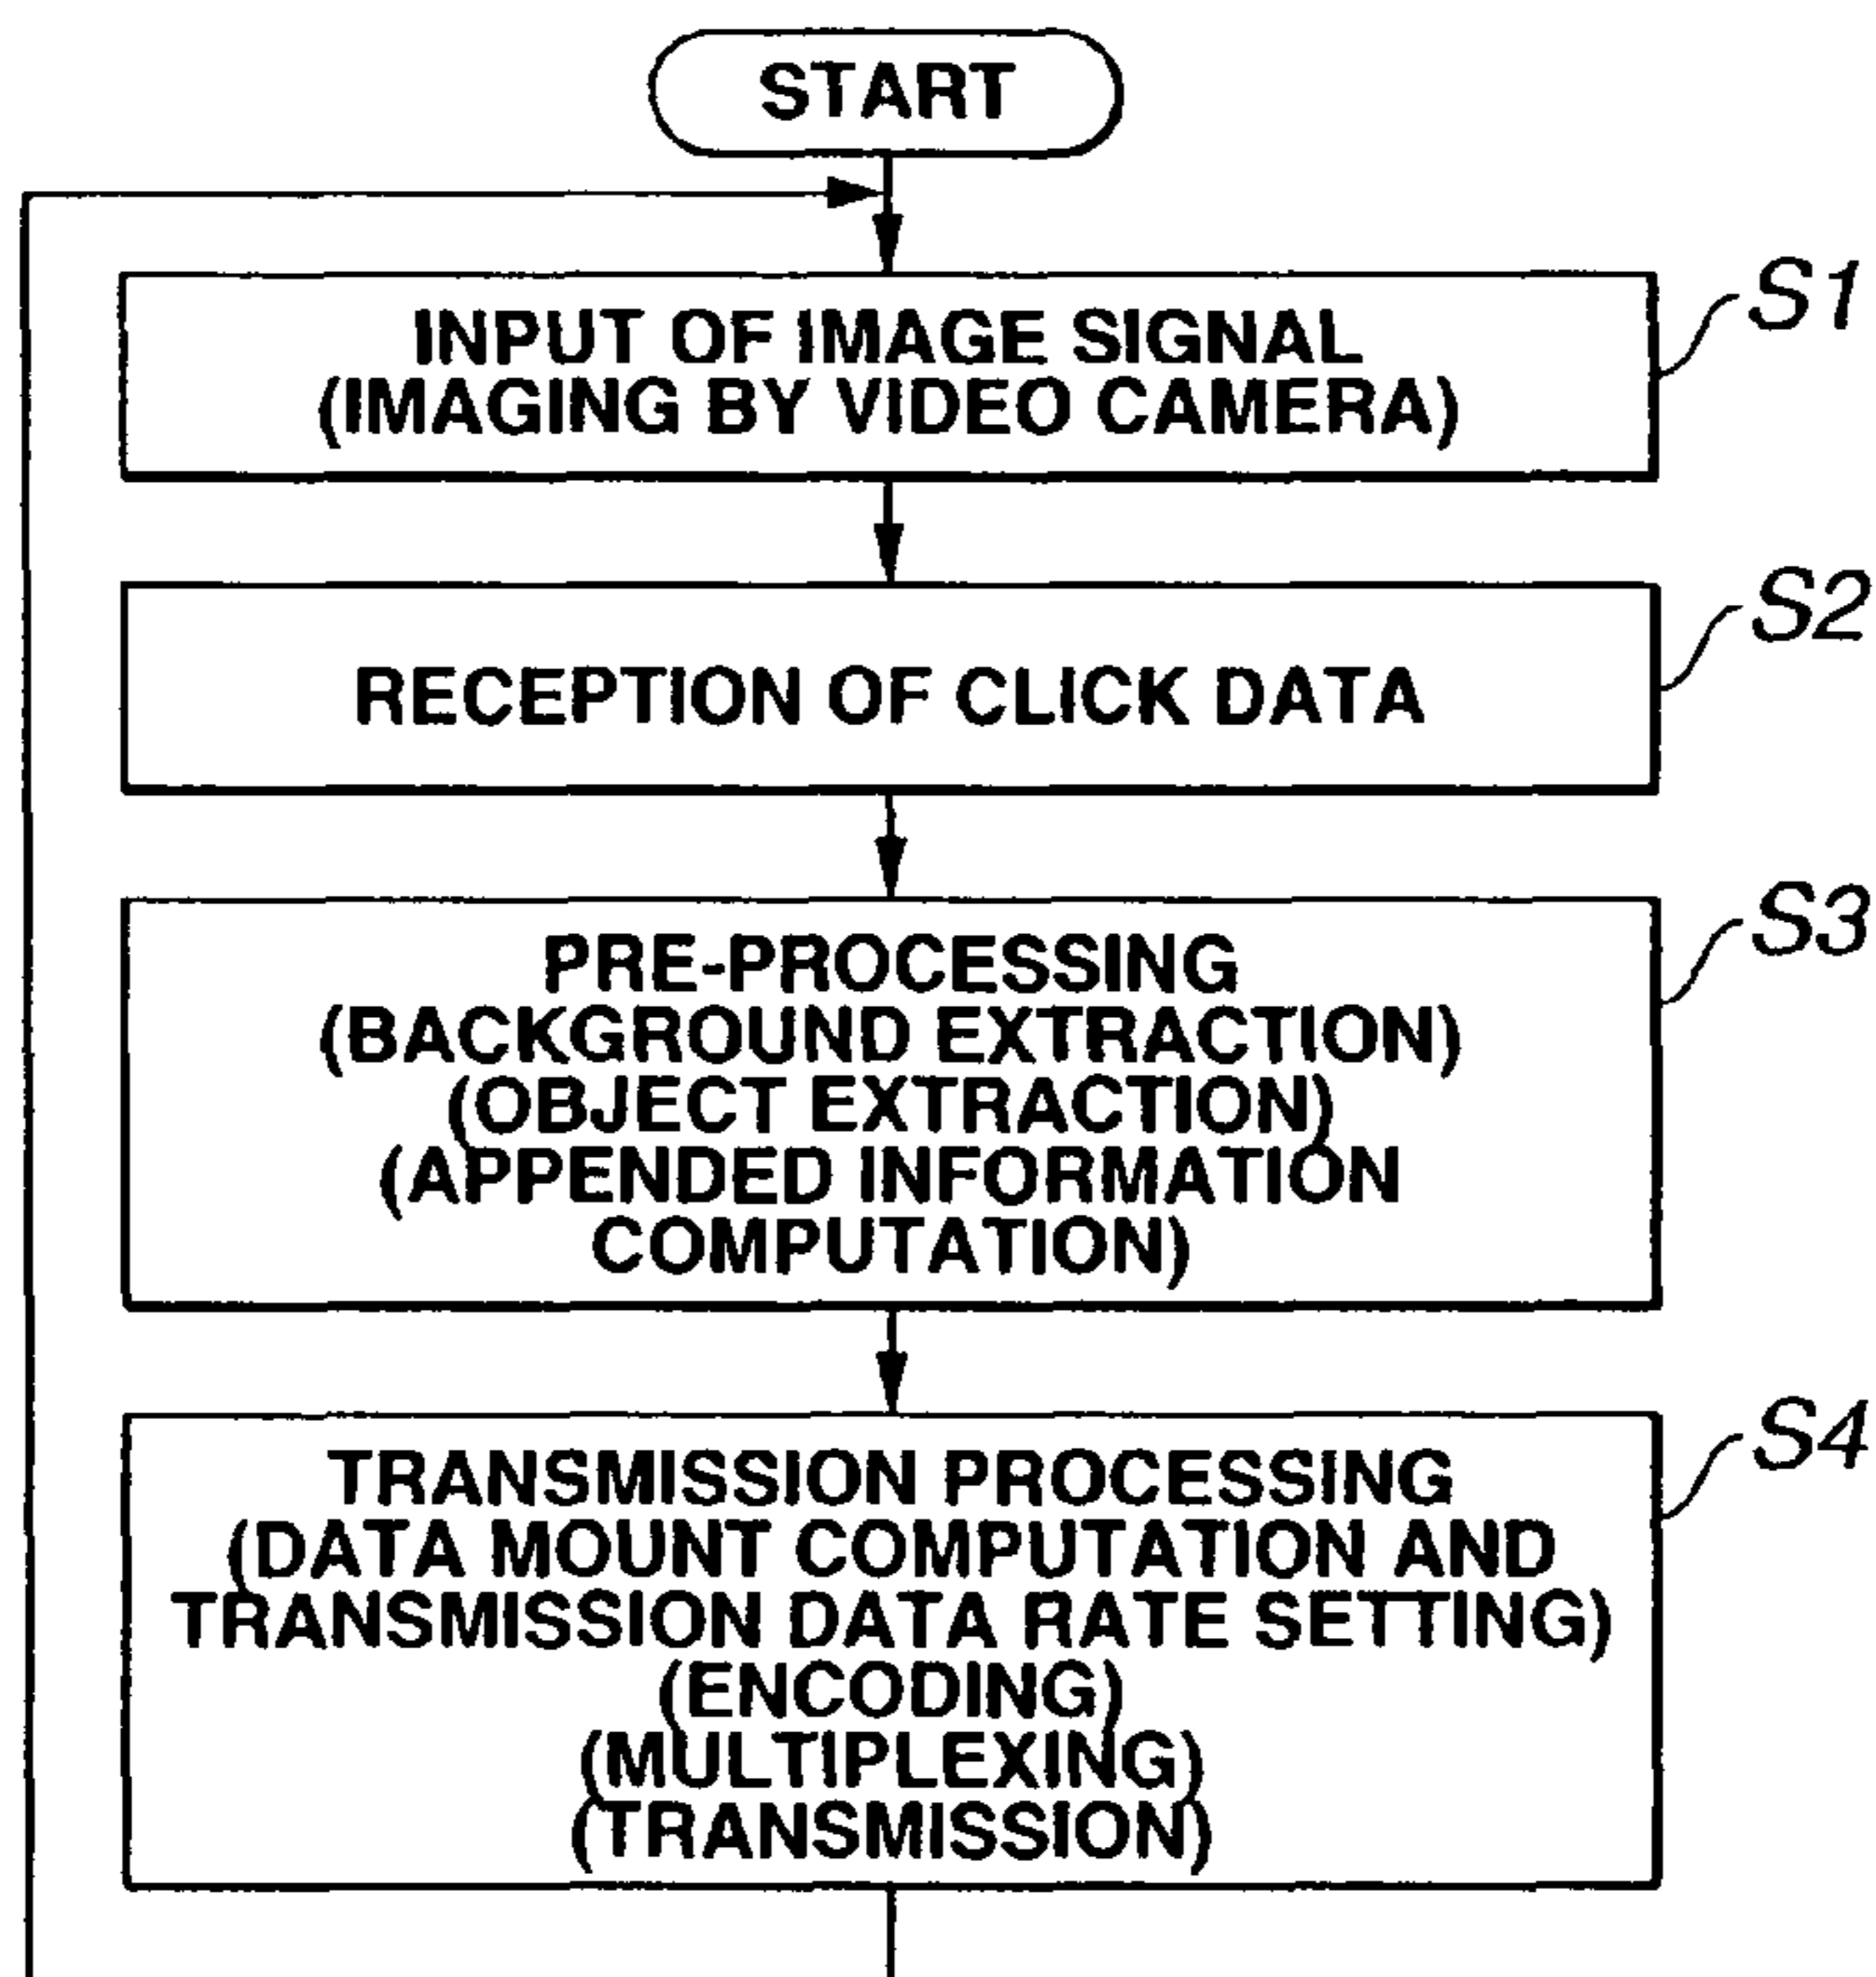 START
S1
INPUT OF IMAGE SIGNAL
(IMAGING BY VIDEO CAMERA)
S2
RECEPTION OF CLICK DATA
S3
PRE-PROCESSING
(BACKGROUND EXTRACTION)
(OBJECT EXTRACTION)
(APPENDED INFORMATION
COMPUTATION)
S4
TRANSMISSION PROCESSING
(DATA MOUNT COMPUTATION AND
TRANSMISSION DATA RATE SETTING)
(ENCODING)
(MULTIPLEXING)
(TRANSMISSION)